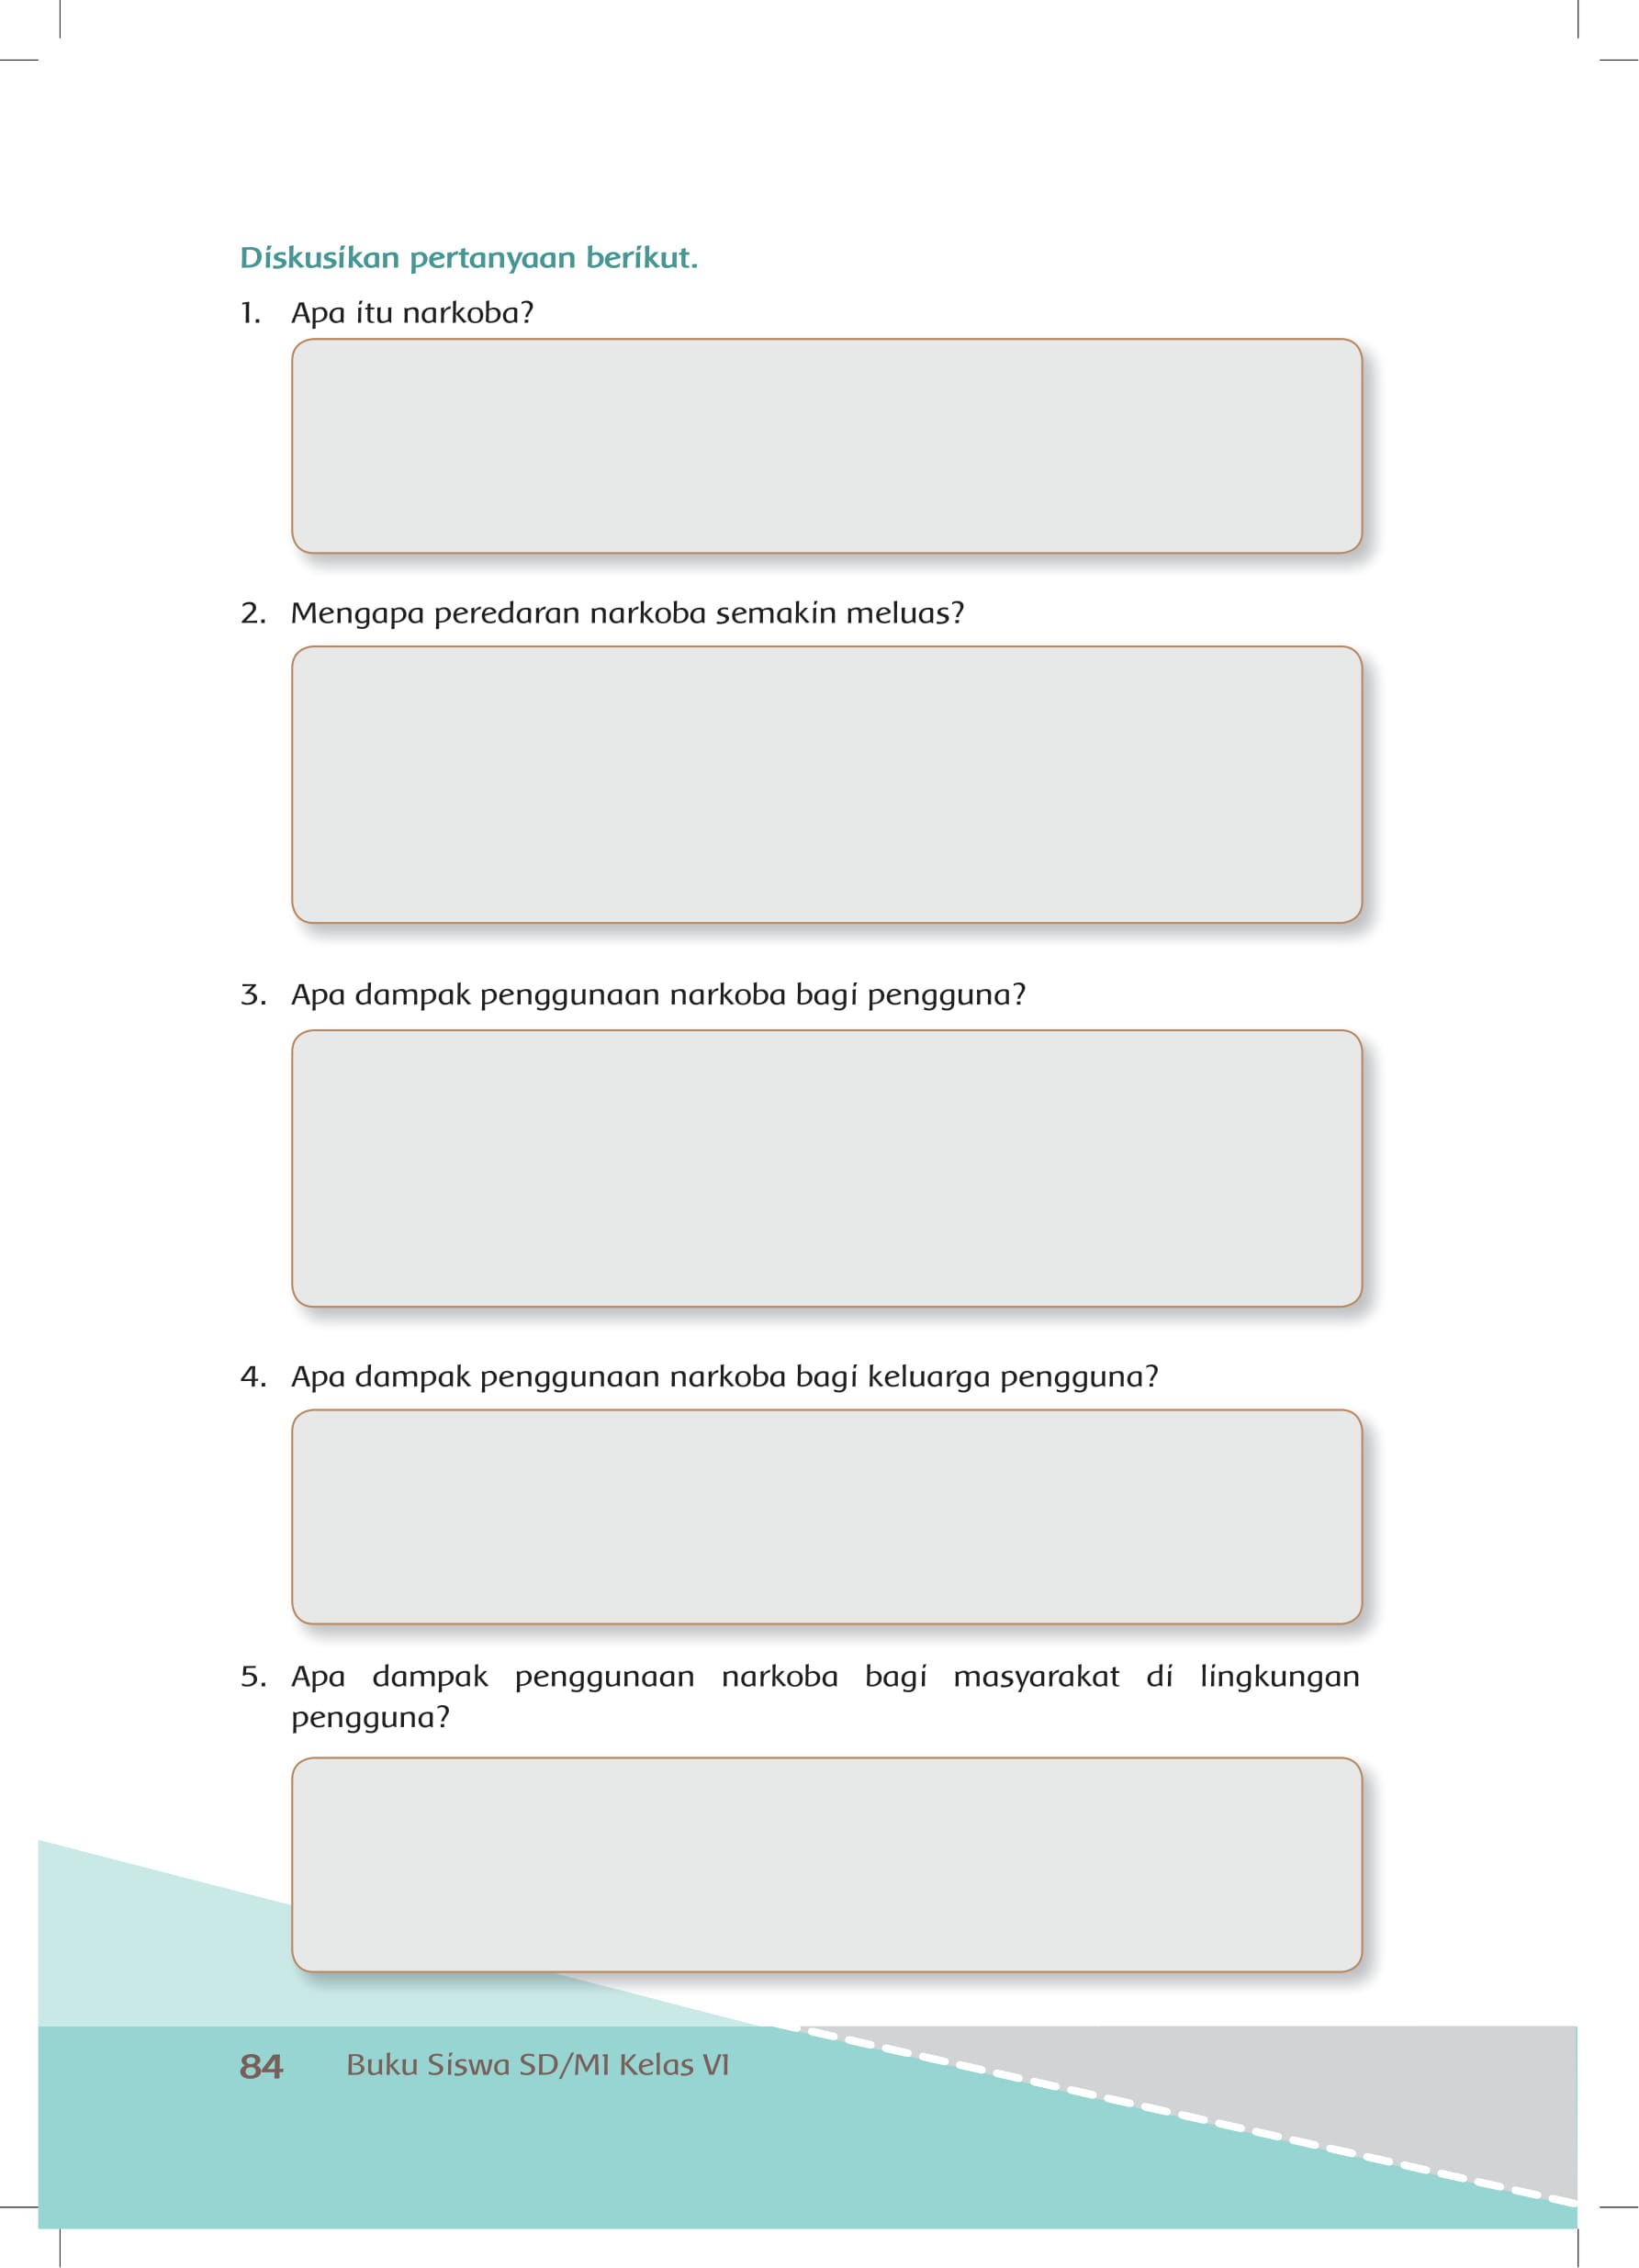 Diskusikan pertanyaan berikut.
1. Apa itu narkoba?
2. Mengapa peredaran narkoba semakin meluas?
3. Apa dampak penggunaan narkoba bagi pengguna?
4. Apa dampak penggunaan narkoba bagi keluarga pengguna?
5. Apa dampak penggunaan narkoba bagi masyarakat di lingkungan
pengguna?
84 Buku Siswa SD/MI Kelas VI